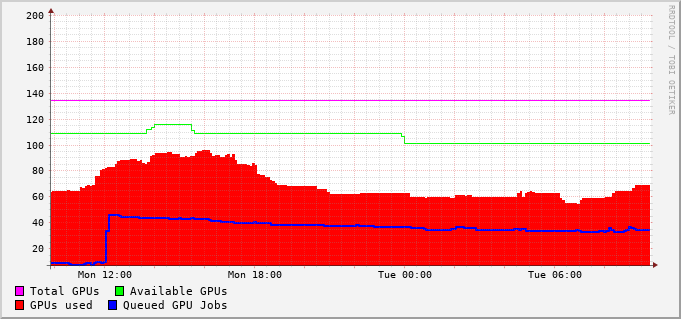 200
180
160
140
120
100
80
60
40
20
Mon 12:00 Mon 18:00 Tue 00:00 Tue 06:00
Total GPUs Available GPUs
GPUs used Queued GPU Jobs
RRDTOOL / TOBI OETIKER